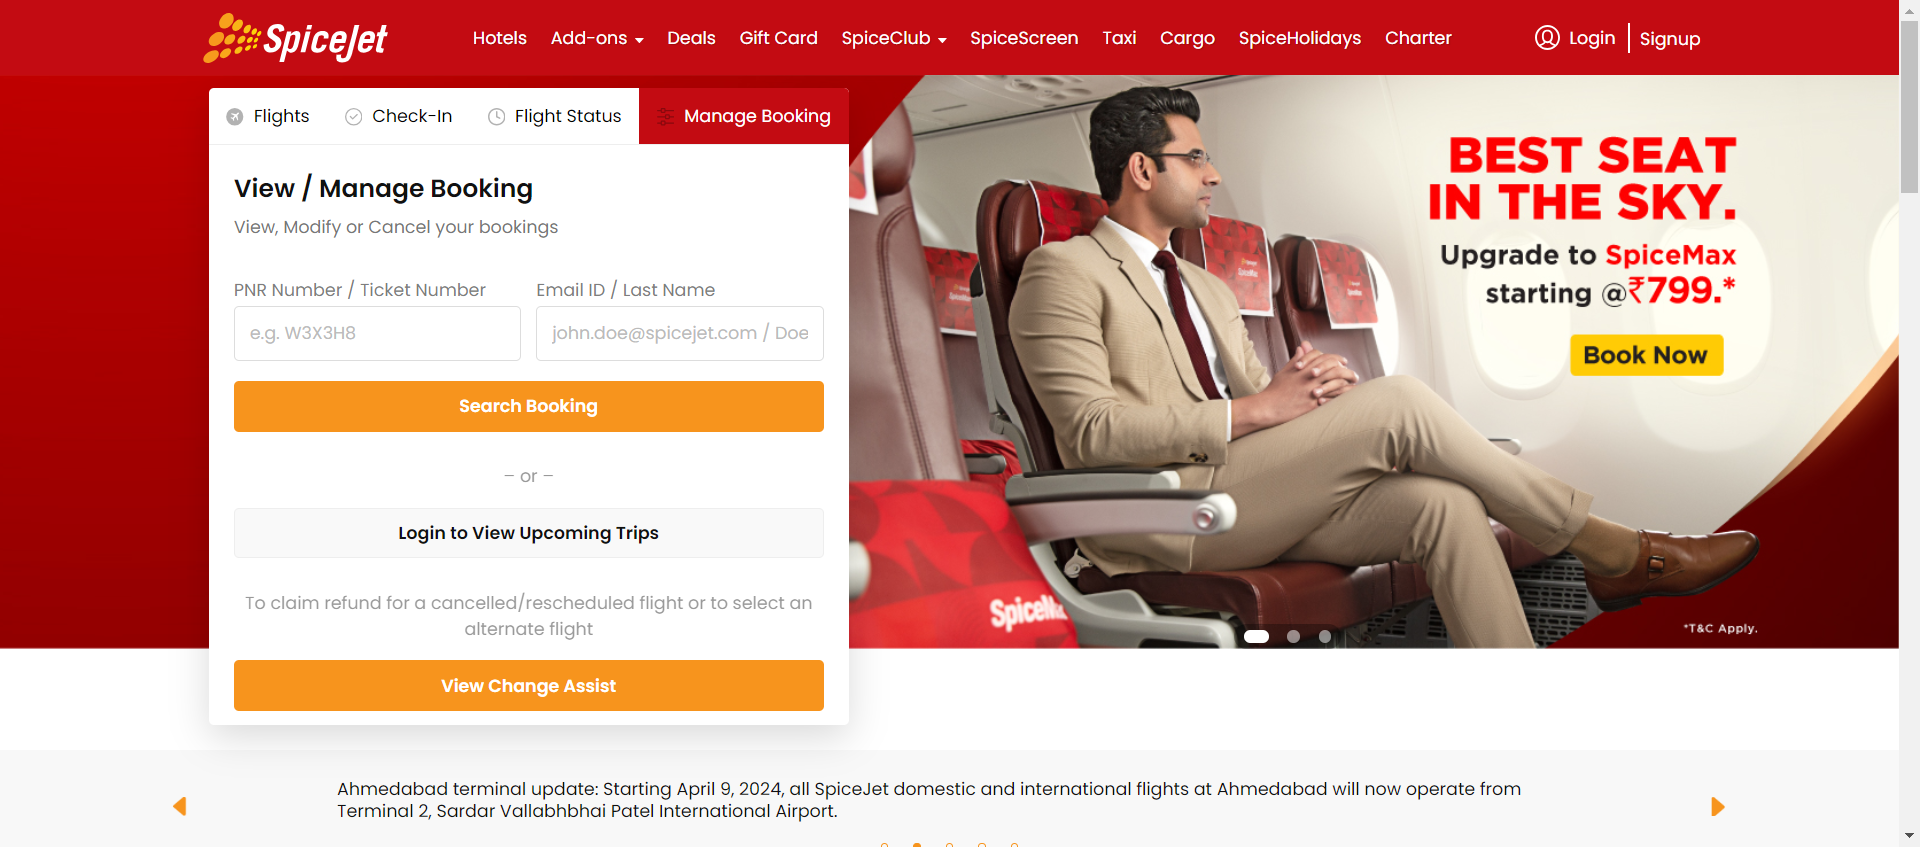 SpiceJet
Hotels Add-ons Deals Gift Card SpiceClub SpiceScreen Taxi Cargo SpiceHolidays Charter Login Signup
Flights Check-In Flight Status Manage Booking
View / Manage Booking
View, Modify or Cancel your bookings
PNR Number / Ticket Number Email ID / Last Name
e.g. W3X3H8 john.doe@spicejet.com / Doe
Search Booking
– or –
Login to View Upcoming Trips
To claim refund for a cancelled/rescheduled flight or to select an
alternate flight
View Change Assist
BEST SEAT
IN THE SKY.
Upgrade to SpiceMax
starting @₹799.*
Book Now
SpiceMax
SpiceMa
*T&C Apply.
Ahmedabad terminal update: Starting April 9, 2024, all SpiceJet domestic and international flights at Ahmedabad will now operate from
Terminal 2, Sardar Vallabhbhai Patel International Airport.